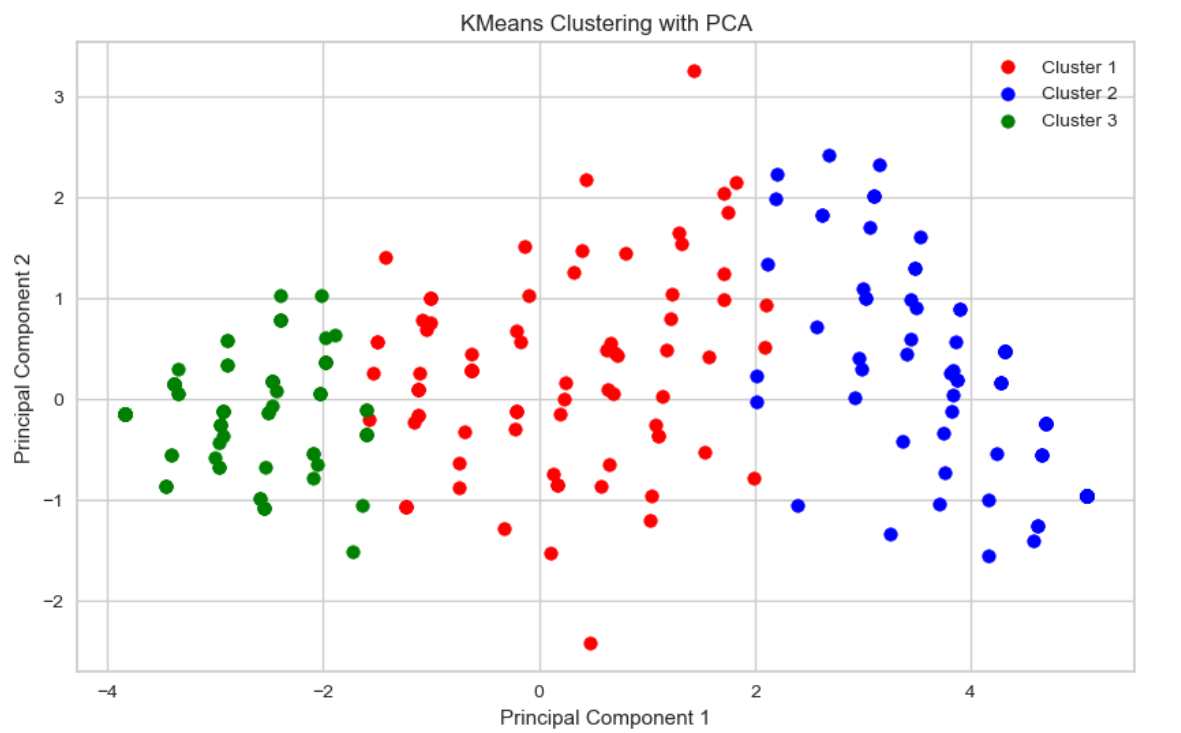 KMeans Clustering with PCA
Cluster 1
Cluster 2
Cluster 3
3
2
1
0
−1
−2
Principal Component 2
−4
−2
0
2
4
Principal Component 1